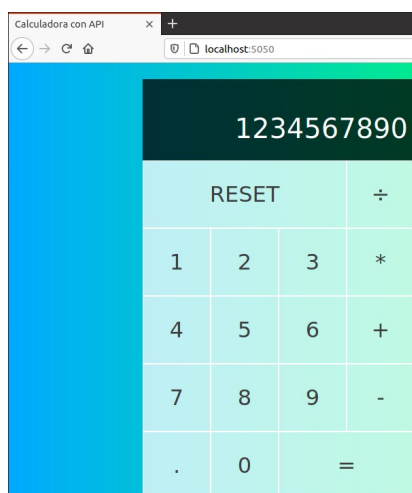 Calculadora con API × +
localhost:5050
1234567890
RESET ÷
1 2 3 *
4 5 6 +
7 8 9 -
. 0 =